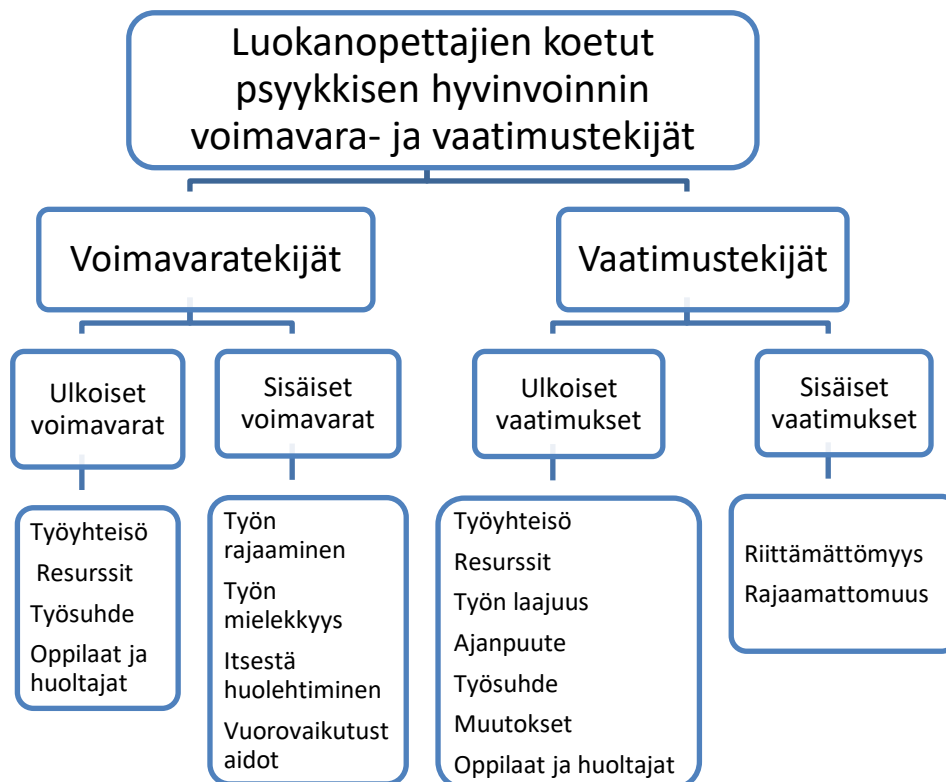 Luokanopettajien koetut
psyykkisen hyvinvoinnin
voimavara- ja vaatimustekijät
Voimavaratekijät
Vaatimustekijät
Ulkoiset
voimavarat
Sisäiset
voimavarat
Ulkoiset
vaatimukset
Sisäiset
vaatimukset
Työyhteisö
Resurssit
Työsuhde
Oppilaat ja
huoltajat
Työn
rajaaminen
Työn
mielekkyys
Itsestä
huolehtiminen
Vuorovaikutust
aidot
Työyhteisö
Resurssit
Työn laajuus
Ajanpuute
Työsuhde
Muutokset
Oppilaat ja huoltajat
Riittämättömyys
Rajaamattomuus